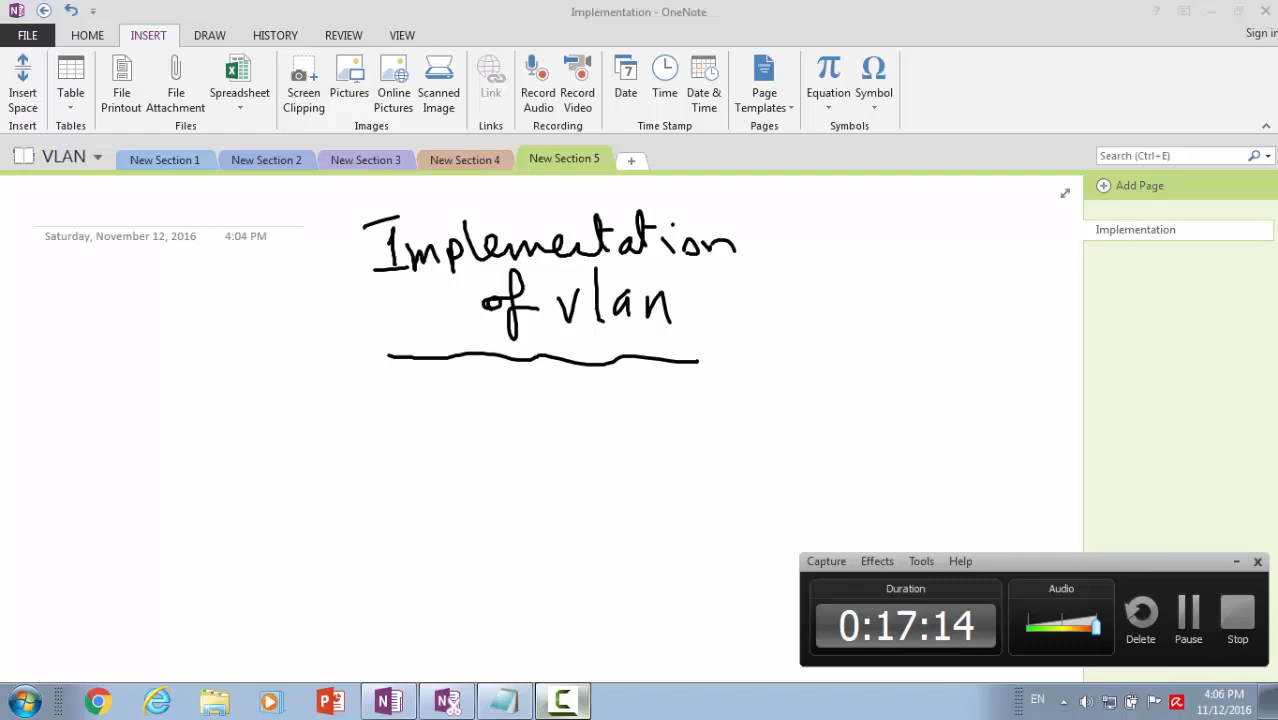 Implementation - OneNote
?
FILE HOME INSERT DRAW HISTORY REVIEW VIEW
Sign in
Insert Space Table File Printout File Attachment Spreadsheet Screen Clipping Pictures Online Pictures Scanned Image Link Record Audio Record Video Date Time Date & Time Page Templates π Equation Ω Symbol
Insert Tables Files Images Links Recording Time Stamp Pages Symbols
VLAN New Section 1 New Section 2 New Section 3 New Section 4 New Section 5 +
Search (Ctrl+E)
Add Page
Implementation
Saturday, November 12, 2016 4:04 PM
Implementation
of vlan
Capture Effects Tools Help
Duration Audio
0:17:14
Delete Pause Stop
EN
4:06 PM
11/12/2016